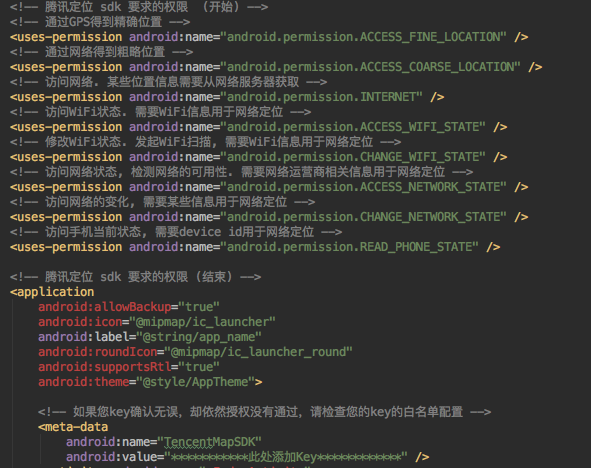 <!-- 腾讯定位 sdk 要求的权限 (开始) -->
<!-- 通过GPS得到精确位置 -->
<uses-permission android:name="android.permission.ACCESS_FINE_LOCATION" />
<!-- 通过网络得到粗略位置 -->
<uses-permission android:name="android.permission.ACCESS_COARSE_LOCATION" />
<!-- 访问网络. 某些位置信息需要从网络服务器获取 -->
<uses-permission android:name="android.permission.INTERNET" />
<!-- 访问WiFi状态. 需要WiFi信息用于网络定位 -->
<uses-permission android:name="android.permission.ACCESS_WIFI_STATE" />
<!-- 修改WiFi状态. 发起WiFi扫描, 需要WiFi信息用于网络定位 -->
<uses-permission android:name="android.permission.CHANGE_WIFI_STATE" />
<!-- 访问网络状态, 检测网络的可用性. 需要网络运营商相关信息用于网络定位 -->
<uses-permission android:name="android.permission.ACCESS_NETWORK_STATE" />
<!-- 访问网络的变化, 需要某些信息用于网络定位 -->
<uses-permission android:name="android.permission.CHANGE_NETWORK_STATE" />
<!-- 访问手机当前状态, 需要device id用于网络定位 -->
<uses-permission android:name="android.permission.READ_PHONE_STATE" />
<!-- 腾讯定位 sdk 要求的权限 (结束) -->
<application
android:allowBackup="true"
android:icon="@mipmap/ic_launcher"
android:label="@string/app_name"
android:roundIcon="@mipmap/ic_launcher_round"
android:supportsRtl="true"
android:theme="@style/AppTheme">
<!-- 如果您key确认无误, 却依然授权没有通过, 请检查您的key的白名单配置 -->
<meta-data
android:name="TencentMapSDK"
android:value="***********此处添加Key************" />